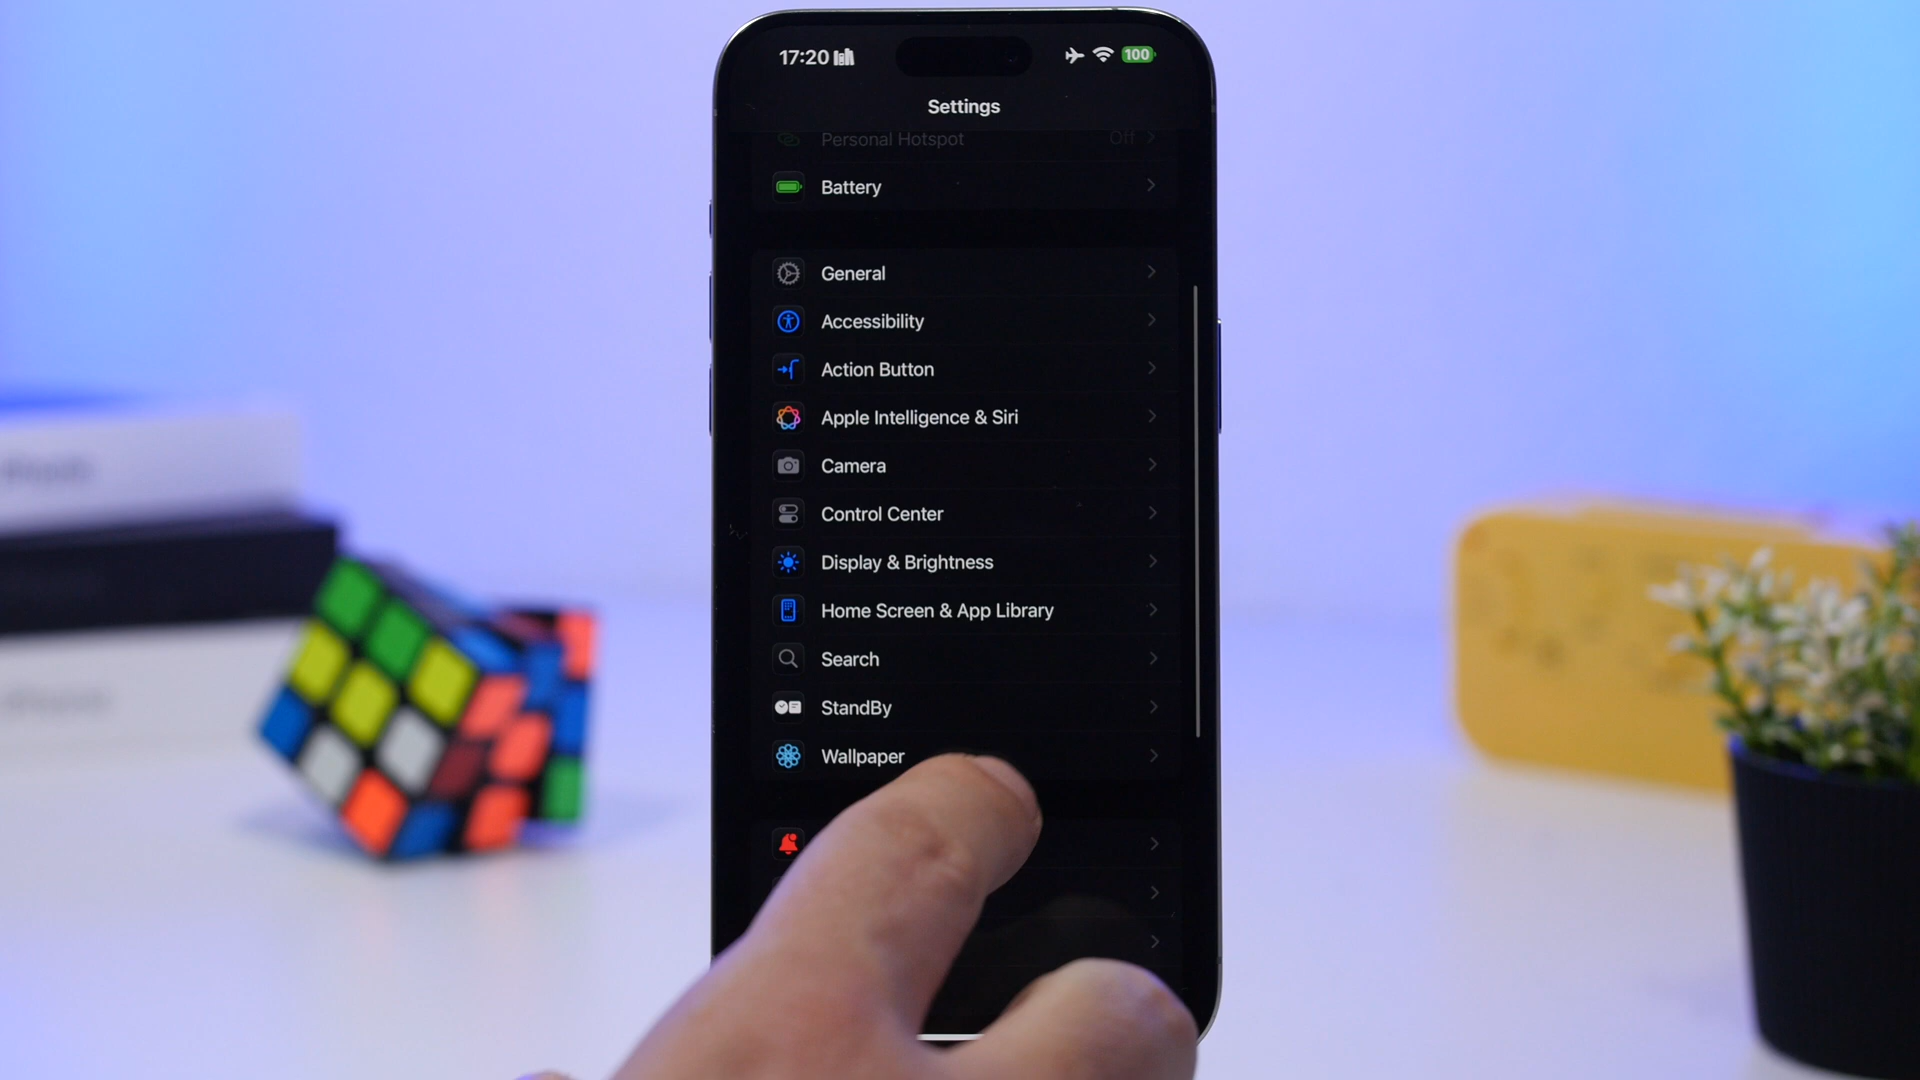 17:20
100
Settings
Personal Hotspot Off
Battery
General
Accessibility
Action Button
Apple Intelligence & Siri
Camera
Control Center
Display & Brightness
Home Screen & App Library
Search
StandBy
Wallpaper